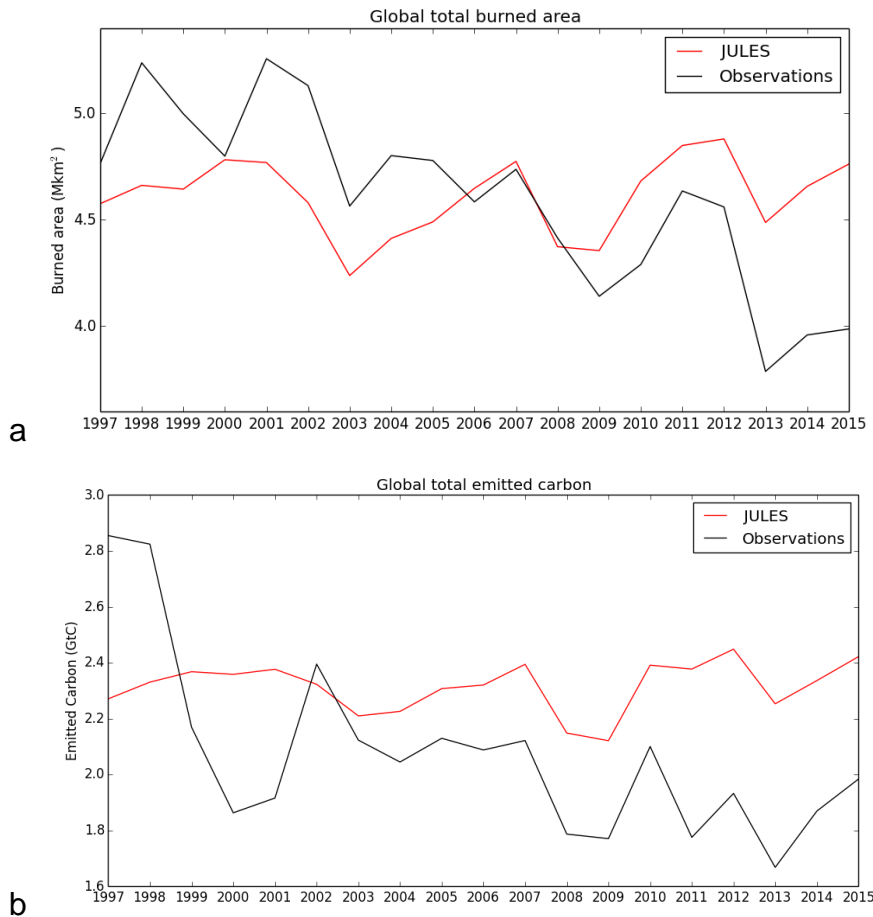 Global total burned area
JULES
Observations
Burned area (Mkm² )
5.0
4.5
4.0
1997 1998 1999 2000 2001 2002 2003 2004 2005 2006 2007 2008 2009 2010 2011 2012 2013 2014 2015
a
Global total emitted carbon
JULES
Observations
Emitted Carbon (GtC)
3.0
2.8
2.6
2.4
2.2
2.0
1.8
1.6
1997 1998 1999 2000 2001 2002 2003 2004 2005 2006 2007 2008 2009 2010 2011 2012 2013 2014 2015
b